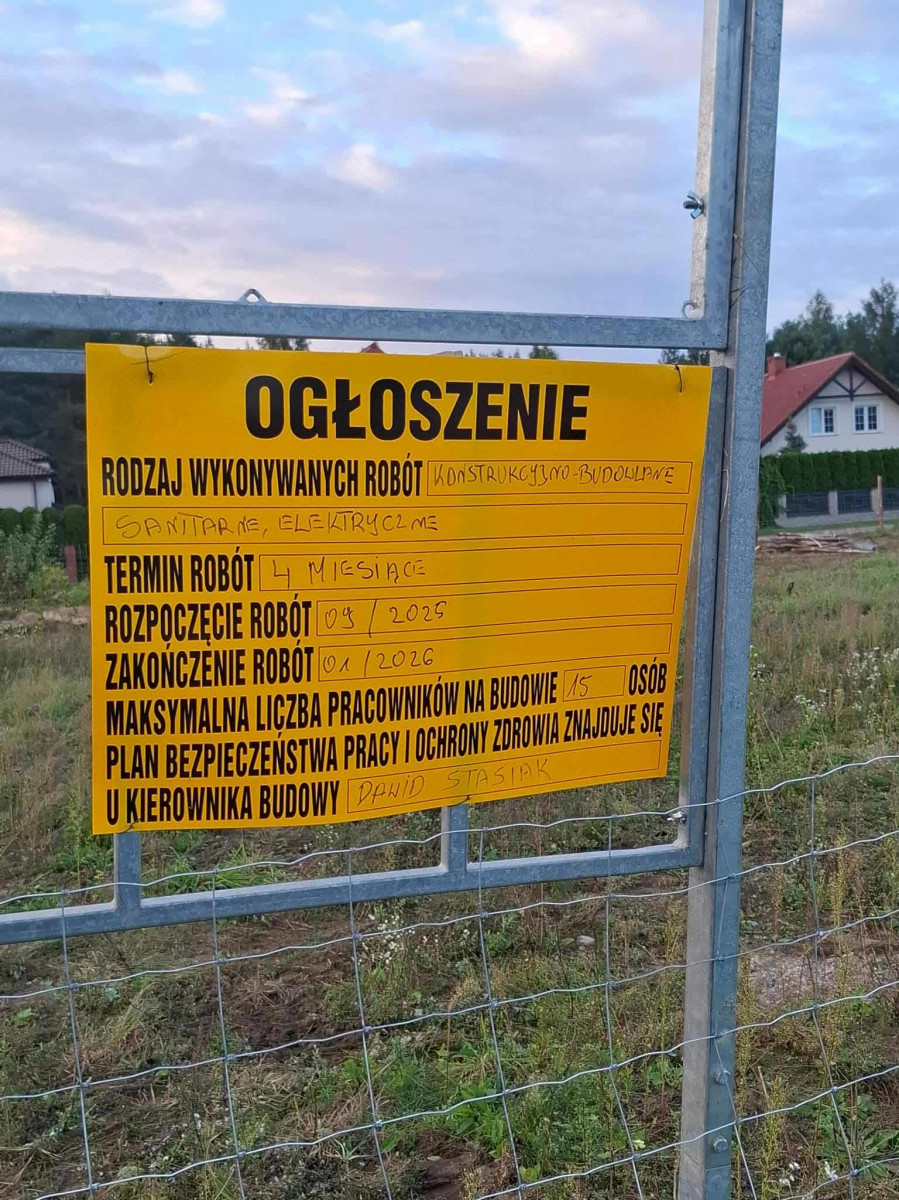 OGŁOSZENIE
RODZAJ WYKONYWANYCH ROBÓT KONSTRUKCYJNO-BUDOWLANE
SANITARNE, ELEKTRYCZNE
TERMIN ROBÓT 4 MIESIĄCE
ROZPOCZĘCIE ROBÓT 09/2025
ZAKOŃCZENIE ROBÓT 01/2026
MAKSYMALNA LICZBA PRACOWNIKÓW NA BUDOWIE 15 OSÓB
PLAN BEZPIECZEŃSTWA PRACY I OCHRONY ZDROWIA ZNAJDUJE SIĘ
U KIEROWNIKA BUDOWY DAWID STASIAK